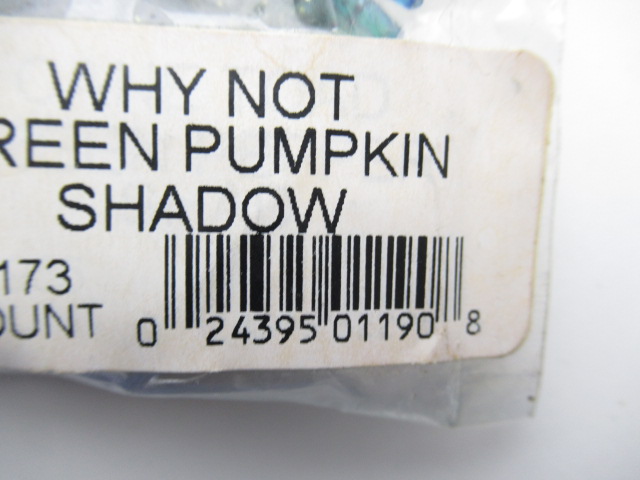 WHY NOT
REEN PUMPKIN
SHADOW
173
OUNT
0 24395 01190 8